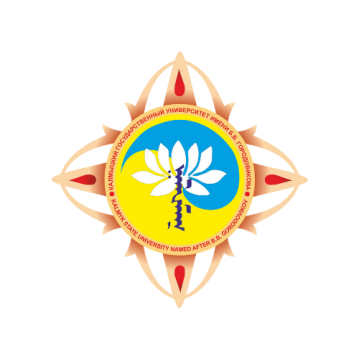 КАЛМЫЦКИЙ ГОСУДАРСТВЕННЫЙ УНИВЕРСИТЕТ ИМЕНИ Б.Б. ГОРОДОВИКОВА
KALMYK STATE UNIVERSITY NAMED AFTER B.B. GORODOVIKOV